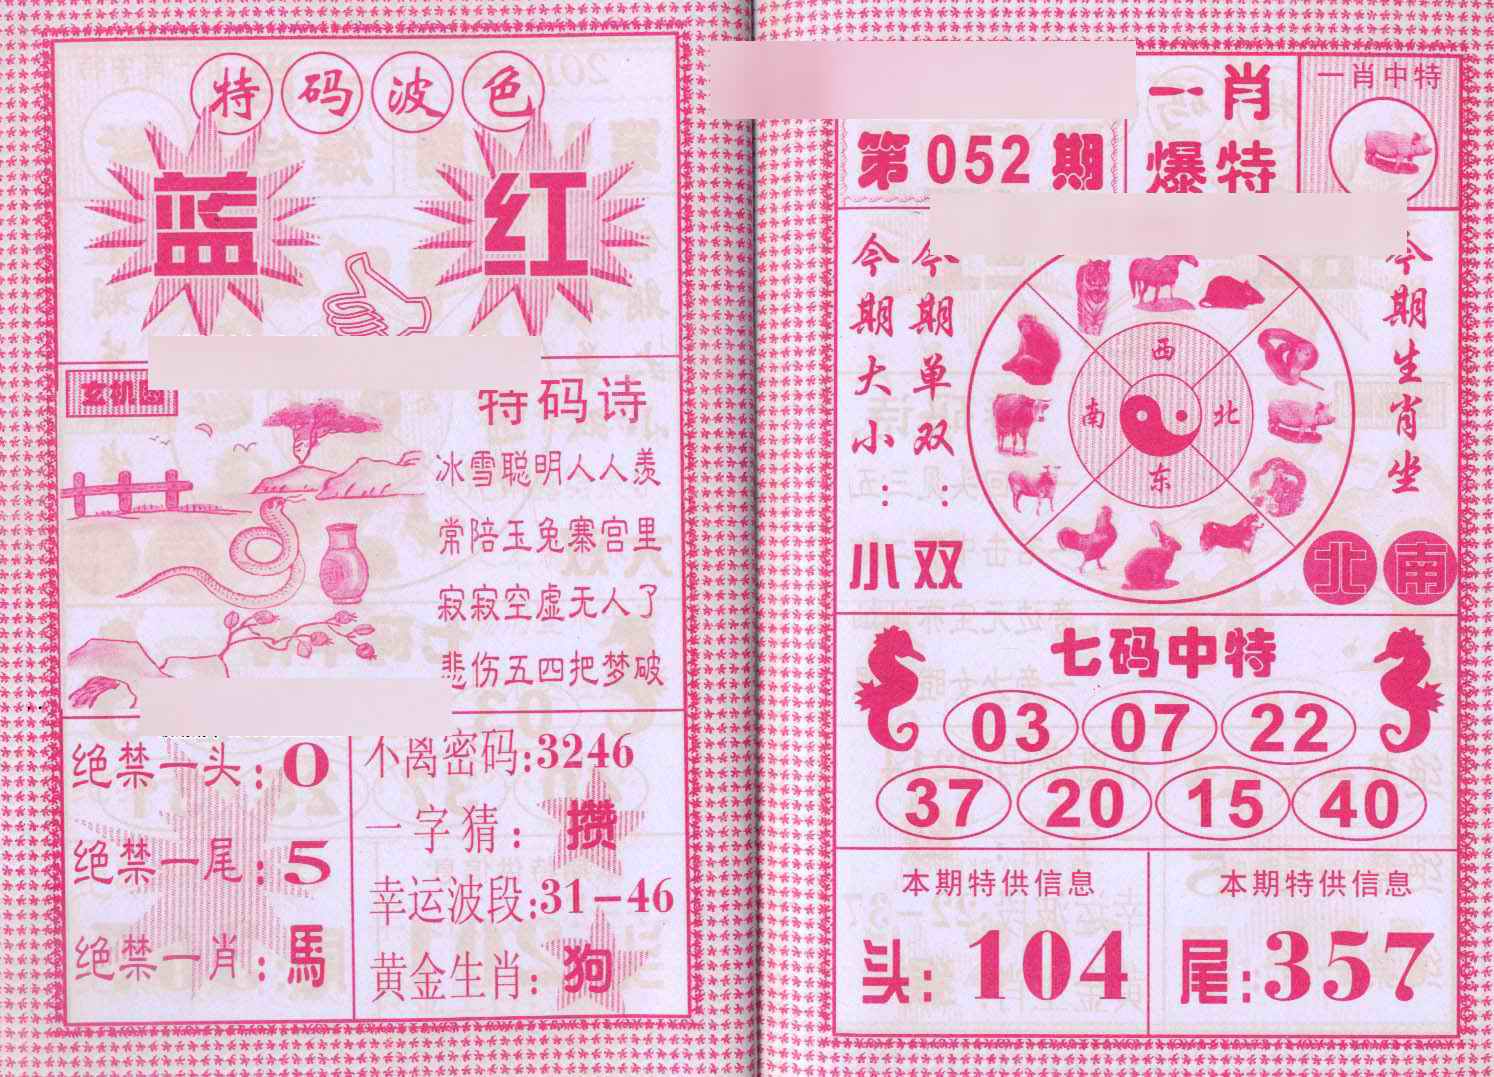 特码波色
蓝 红
玄机图
特码诗
冰雪聪明人人羡
常陪玉兔寨宫里
寂寂空虚无人了
悲伤五四把梦破
绝禁一头:0
绝禁一尾:5
绝禁一肖:馬
不离密码:3246
一字猜:攒
幸运波段:31-46
黄金生肖:狗
第052期
一肖
爆特
一肖中特
今期大小:小
今期单双:双
西
南 北
东
今期生肖坐
北南
七码中特
03 07 22
37 20 15 40
本期特供信息
头:104
本期特供信息
尾:357